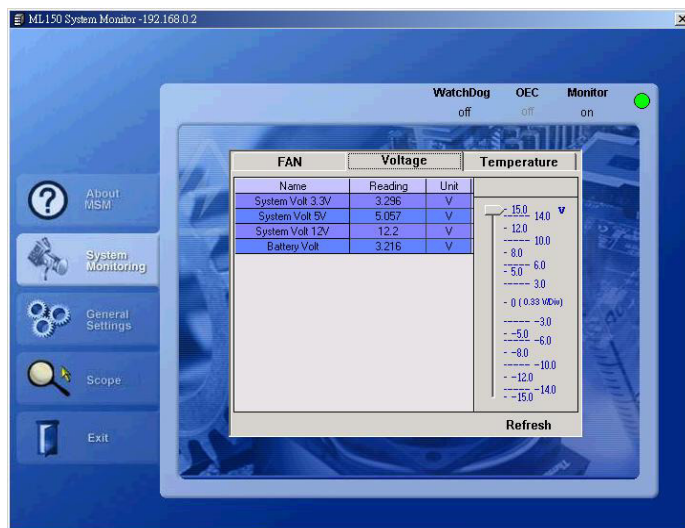 ML150 System Monitor -192.168.0.2
WatchDog OEC Monitor
off off on
FAN Voltage Temperature
Name Reading Unit
System Volt 3.3V 3.296 V
System Volt 5V 5.057 V
System Volt 12V 12.2 V
Battery Volt 3.216 V
15.0 V
14.0
12.0
10.0
8.0
6.0
5.0
3.0
0 ( 0.33 V/Div)
-3.0
-5.0
-6.0
-8.0
-10.0
-12.0
-14.0
-15.0
Refresh
About
MSM
System
Monitoring
General
Settings
Scope
Exit